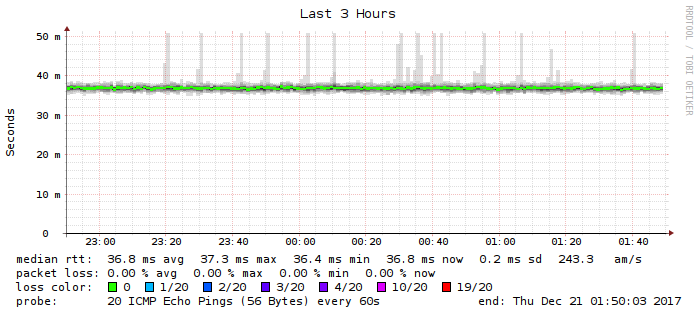 Last 3 Hours
RRDTOOL / TOBI OETIKER
Seconds
50 m
40 m
30 m
20 m
10 m
0
23:00 23:20 23:40 00:00 00:20 00:40 01:00 01:20 01:40
median rtt: 36.8 ms avg 37.3 ms max 36.4 ms min 36.8 ms now 0.2 ms sd 243.3 am/s
packet loss: 0.00 % avg 0.00 % max 0.00 % min 0.00 % now
loss color: 0 1/20 2/20 3/20 4/20 10/20 19/20
probe: 20 ICMP Echo Pings (56 Bytes) every 60s end: Thu Dec 21 01:50:03 2017